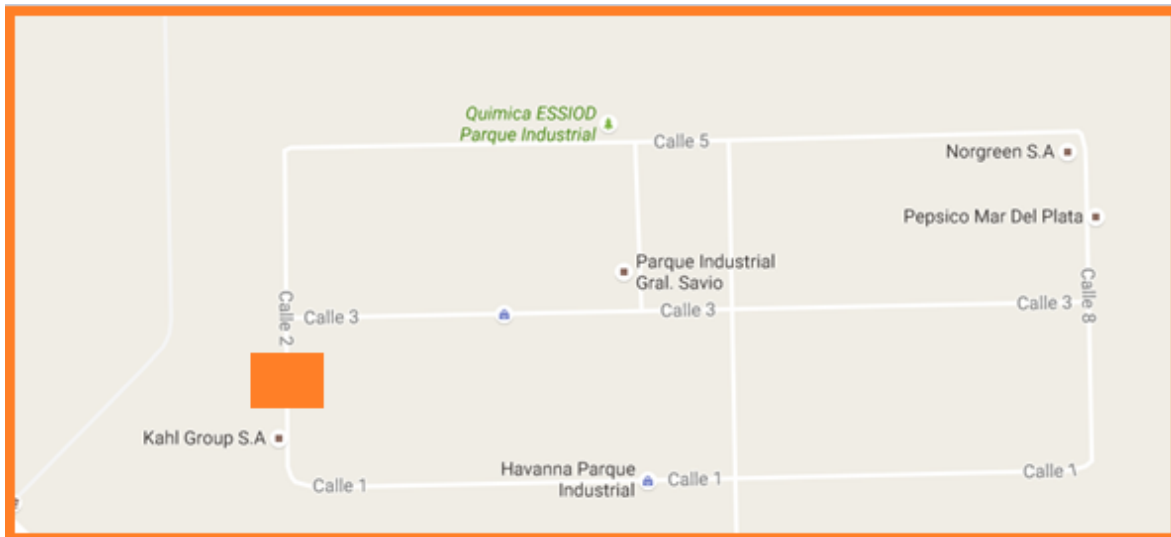 Quimica ESSIOD
Parque Industrial
Calle 5
Norgreen S.A
Pepsico Mar Del Plata
Parque Industrial
Gral. Savio
Calle 2
Calle 3
Calle 3
Calle 3
Calle 8
Kahl Group S.A
Havanna Parque
Industrial
Calle 1
Calle 1
Calle 1